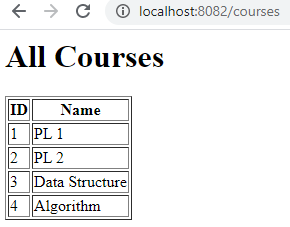 localhost:8082/courses
All Courses
ID Name
1 PL 1
2 PL 2
3 Data Structure
4 Algorithm